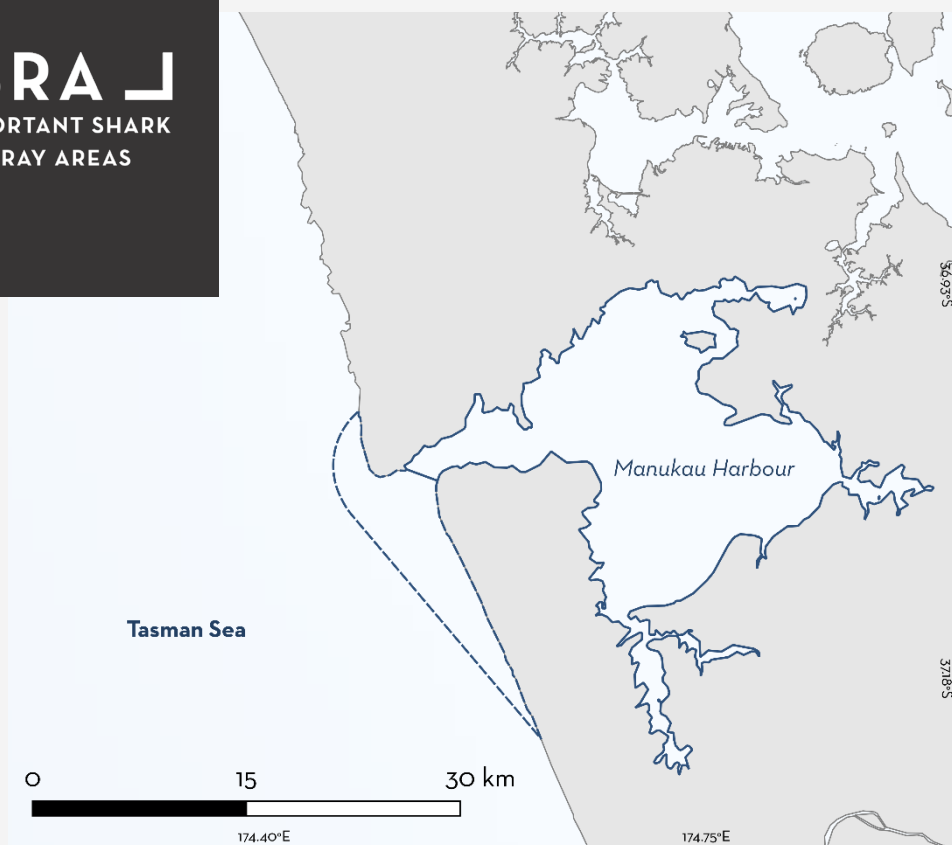 RA
SHARK
RAY AREAS
36.93°S
Manukau Harbour
Tasman Sea
37.18°S
0 15 30 km
174.40°E 174.75°E